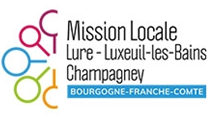 Mission Locale
Lure - Luxeuil-les-Bains
Champagney
BOURGOGNE-FRANCHE-COMTE